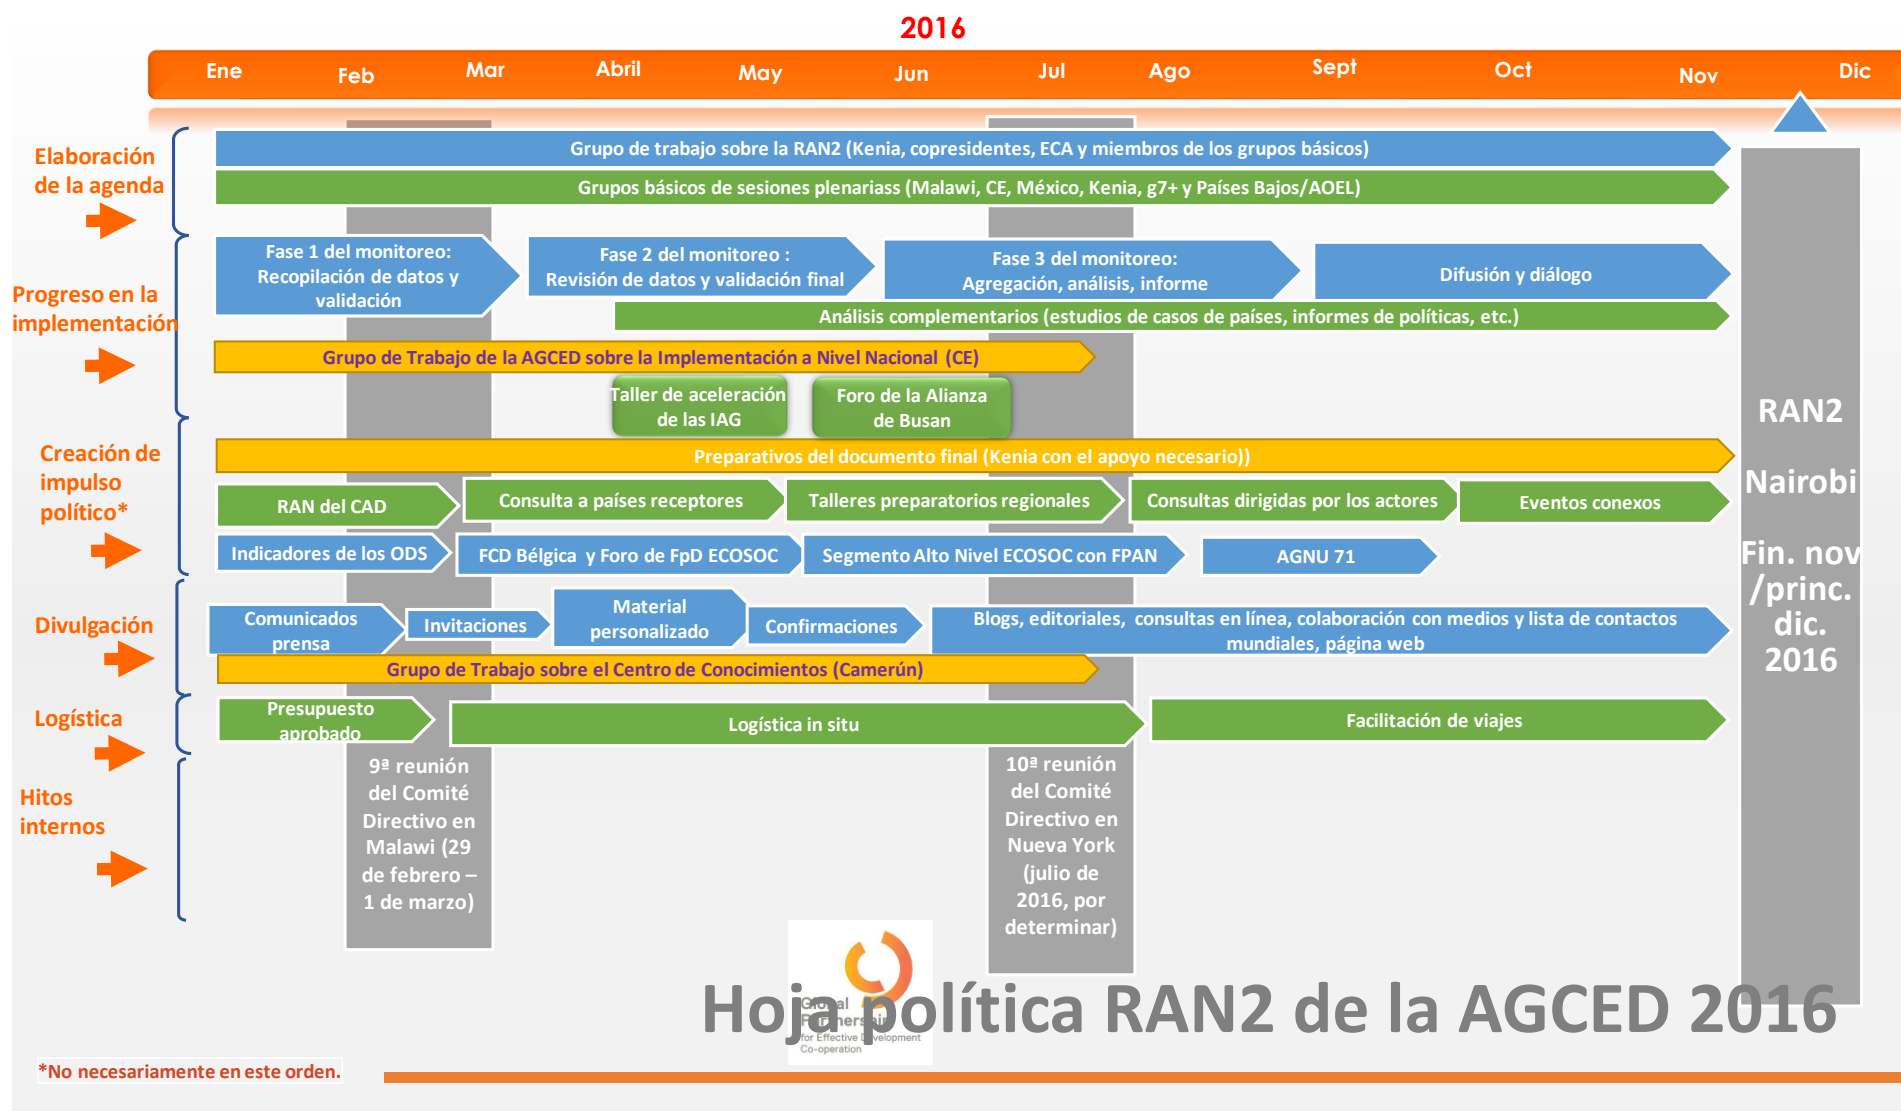 2016
Ene Feb Mar Abril May Jun Jul Ago Sept Oct Nov Dic
Elaboración
de la agenda
Grupo de trabajo sobre la RAN2 (Kenia, copresidentes, ECA y miembros de los grupos básicos)
Grupos básicos de sesiones plenariass (Malawi, CE, México, Kenia, g7+ y Países Bajos/AOEL)
Progreso en la
implementación
Fase 1 del monitoreo:
Recopilación de datos y
validación
Fase 2 del monitoreo :
Revisión de datos y validación final
Fase 3 del monitoreo:
Agregación, análisis, informe
Difusión y diálogo
Análisis complementarios (estudios de casos de países, informes de políticas, etc.)
Grupo de Trabajo de la AGCED sobre la Implementación a Nivel Nacional (CE)
Taller de aceleración
de las IAG
Foro de la Alianza
de Busan
Creación de
impulso
político*
Preparativos del documento final (Kenia con el apoyo necesario))
RAN del CAD
Consulta a países receptores
Talleres preparatorios regionales
Consultas dirigidas por los actores
Eventos conexos
Indicadores de los ODS
FCD Bélgica y Foro de FpD ECOSOC
Segmento Alto Nivel ECOSOC con FPAN
AGNU 71
Divulgación
Comunicados
prensa
Invitaciones
Material
personalizado
Confirmaciones
Blogs, editoriales, consultas en línea, colaboración con medios y lista de contactos
mundiales, página web
Grupo de Trabajo sobre el Centro de Conocimientos (Camerún)
Logística
Presupuesto
aprobado
Logística in situ
Facilitación de viajes
Hitos
internos
9ª reunión
del Comité
Directivo en
Malawi (29
de febrero –
1 de marzo)
10ª reunión
del Comité
Directivo en
Nueva York
(julio de
2016, por
determinar)
RAN2
Nairobi
Fin. nov
/princ.
dic.
2016
Global
Partnership
for Effective Development
Co-operation
Hoja política RAN2 de la AGCED 2016
*No necesariamente en este orden.